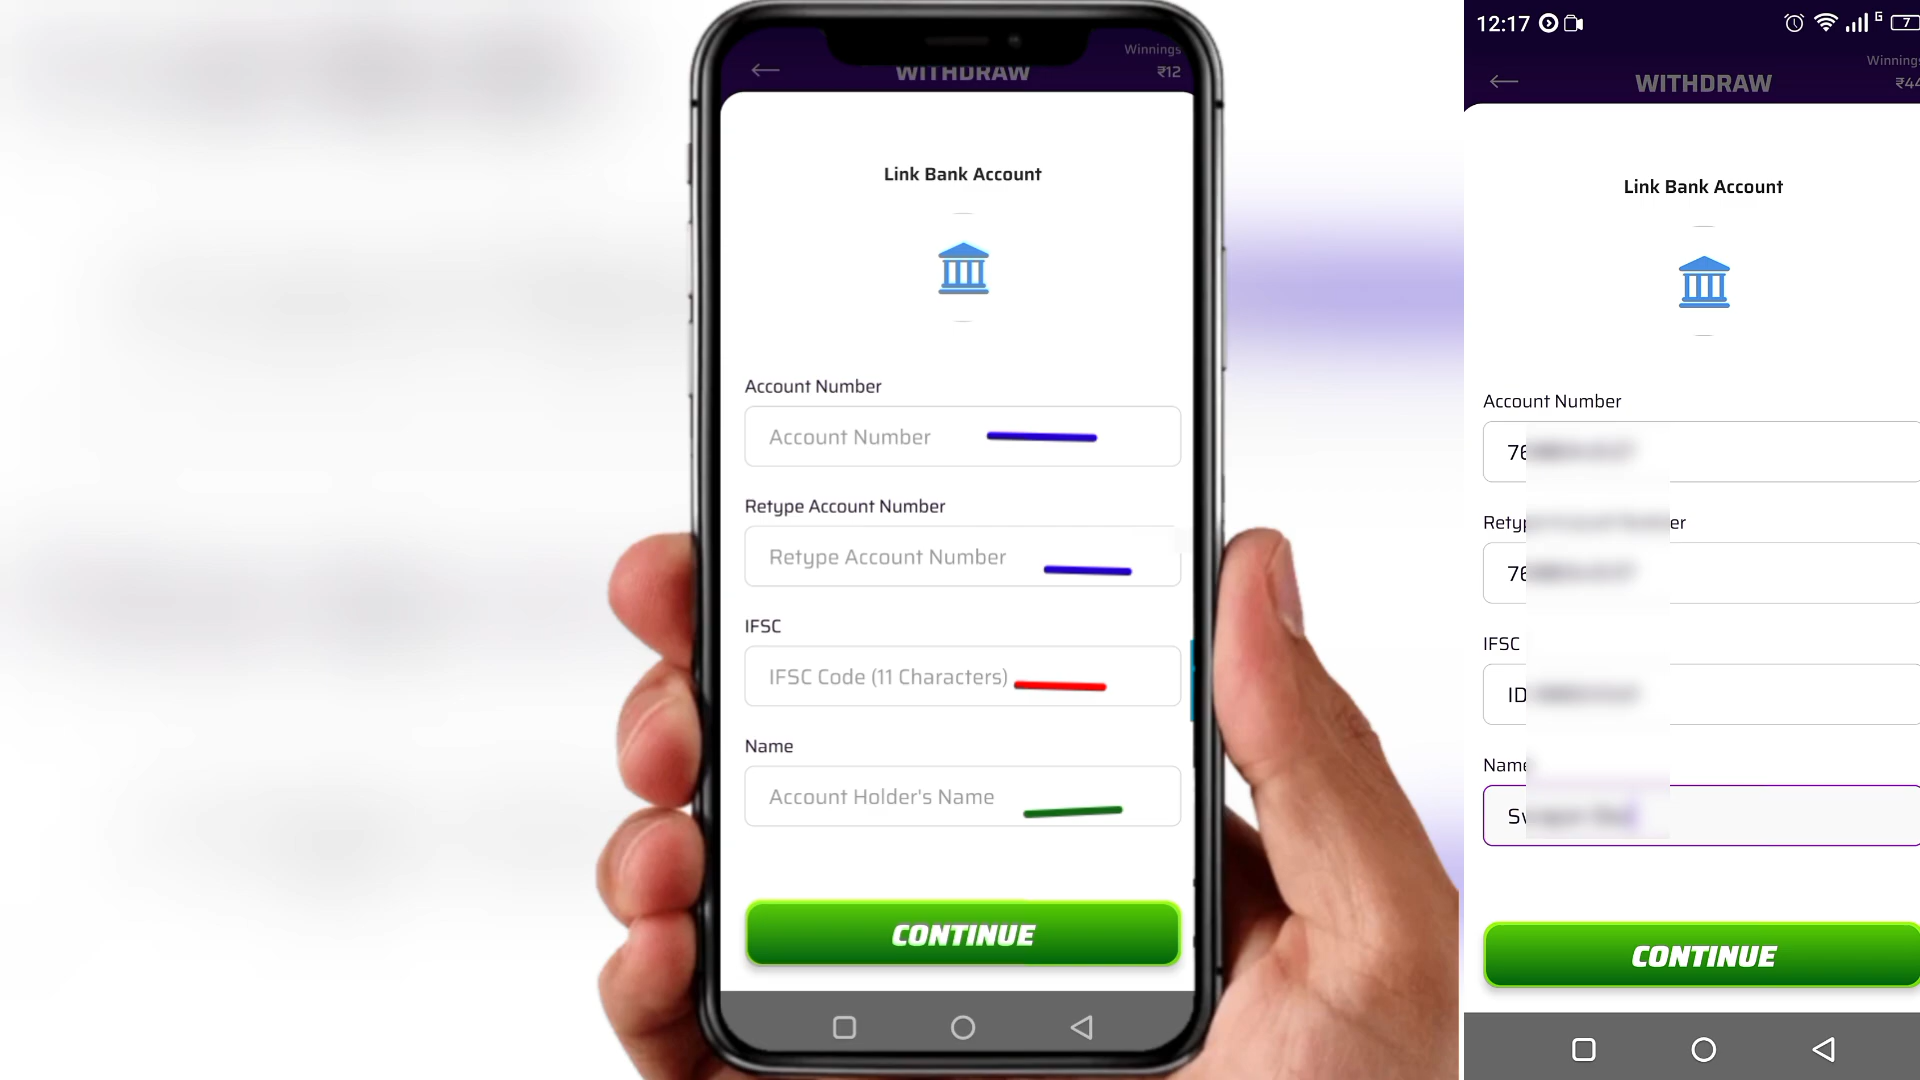 Winnings
WITHDRAW
₹12
Link Bank Account
Account Number
Account Number
Retype Account Number
Retype Account Number
IFSC
IFSC Code (11 Characters)
Name
Account Holder's Name
CONTINUE
12:17
G
7
Winnings
WITHDRAW
₹44
Link Bank Account
Account Number
76
76
IFSC
ID
Name
CONTINUE